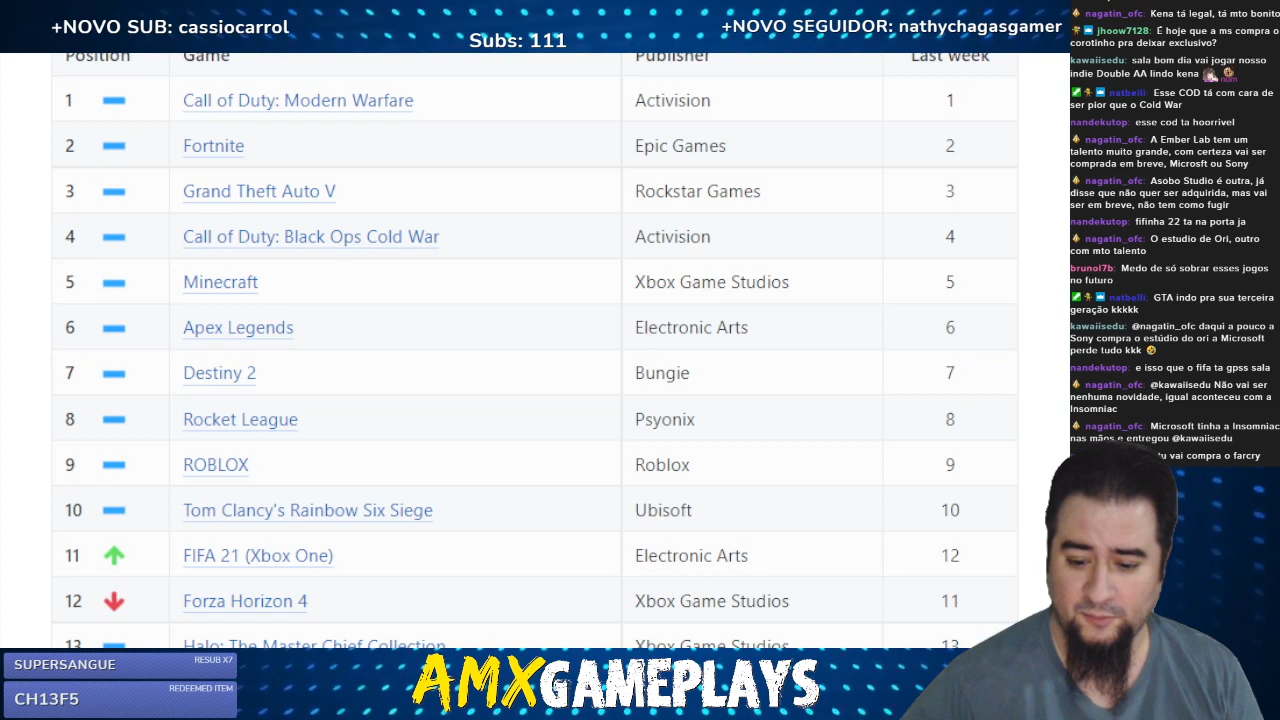 +NOVO SUB: cassiocarrol
Subs: 111
+NOVO SEGUIDOR: nathychagasgamer
Position Game Publisher Last week
1 Call of Duty: Modern Warfare Activision 1
2 Fortnite Epic Games 2
3 Grand Theft Auto V Rockstar Games 3
4 Call of Duty: Black Ops Cold War Activision 4
5 Minecraft Xbox Game Studios 5
6 Apex Legends Electronic Arts 6
7 Destiny 2 Bungie 7
8 Rocket League Psyonix 8
9 ROBLOX Roblox 9
10 Tom Clancy's Rainbow Six Siege Ubisoft 10
11 FIFA 21 (Xbox One) Electronic Arts 12
12 Forza Horizon 4 Xbox Game Studios 11
13 Halo: The Master Chief Collection Xbox Game Studios 13
nagatin_ofc: Kena tá legal, tá mto bonito
jhoow7128: E hoje que a ms compra o
corotinho pra deixar exclusivo?
kawaiisedu: sala bom dia vai jogar nosso
indie Double AA lindo kena
natbelli: Esse COD tá com cara de
ser pior que o Cold War
nandekutop: esse cod ta hoorrivel
nagatin_ofc: A Ember Lab tem um
talento muito grande, com certeza vai ser
comprada em breve, Microsft ou Sony
nagatin_ofc: Asobo Studio é outra, já
disse que não quer ser adquirida, mas vai
ser em breve, não tem como fugir
nandekutop: fifinha 22 ta na porta ja
nagatin_ofc: O estudio de Ori, outro
com mto talento
brunol7b: Medo de só sobrar esses jogos
no futuro
natbelli: GTA indo pra sua terceira
geração kkkkk
kawaiisedu: @nagatin_ofc daqui a pouco a
Sony compra o estúdio do ori a Microsoft
perde tudo kkk
nandekutop: e isso que o fifa ta gpss sala
nagatin_ofc: @kawaiisedu Não vai ser
nenhuma novidade, igual aconteceu com a
Insomniac
nagatin_ofc: Microsoft tinha a Insomniac
nas mãos e entregou @kawaiisedu
tu vai compra o farcry
SUPERSANGUE RESUB X7
CH13F5 REDEEMED ITEM
AMXGAMEPLAYS